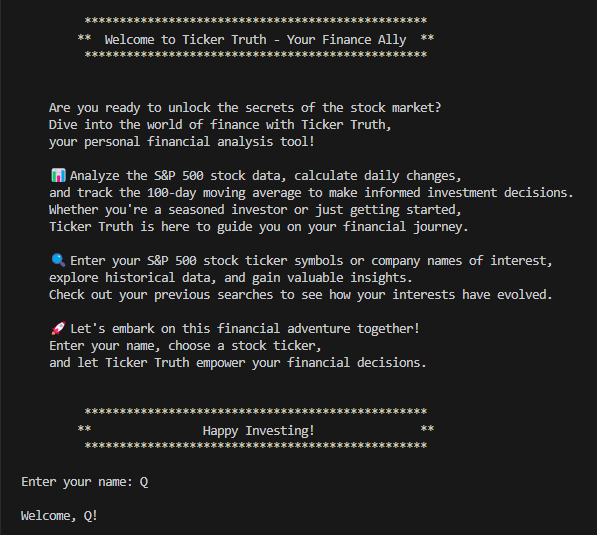 *************************************************
**  Welcome to Ticker Truth - Your Finance Ally  **
*************************************************
Are you ready to unlock the secrets of the stock market?
Dive into the world of finance with Ticker Truth,
your personal financial analysis tool!
📊 Analyze the S&P 500 stock data, calculate daily changes,
and track the 100-day moving average to make informed investment decisions.
Whether you're a seasoned investor or just getting started,
Ticker Truth is here to guide you on your financial journey.
🔍 Enter your S&P 500 stock ticker symbols or company names of interest,
explore historical data, and gain valuable insights.
Check out your previous searches to see how your interests have evolved.
🚀 Let's embark on this financial adventure together!
Enter your name, choose a stock ticker,
and let Ticker Truth empower your financial decisions.
*************************************************
**                Happy Investing!               **
*************************************************
Enter your name: Q
Welcome, Q!